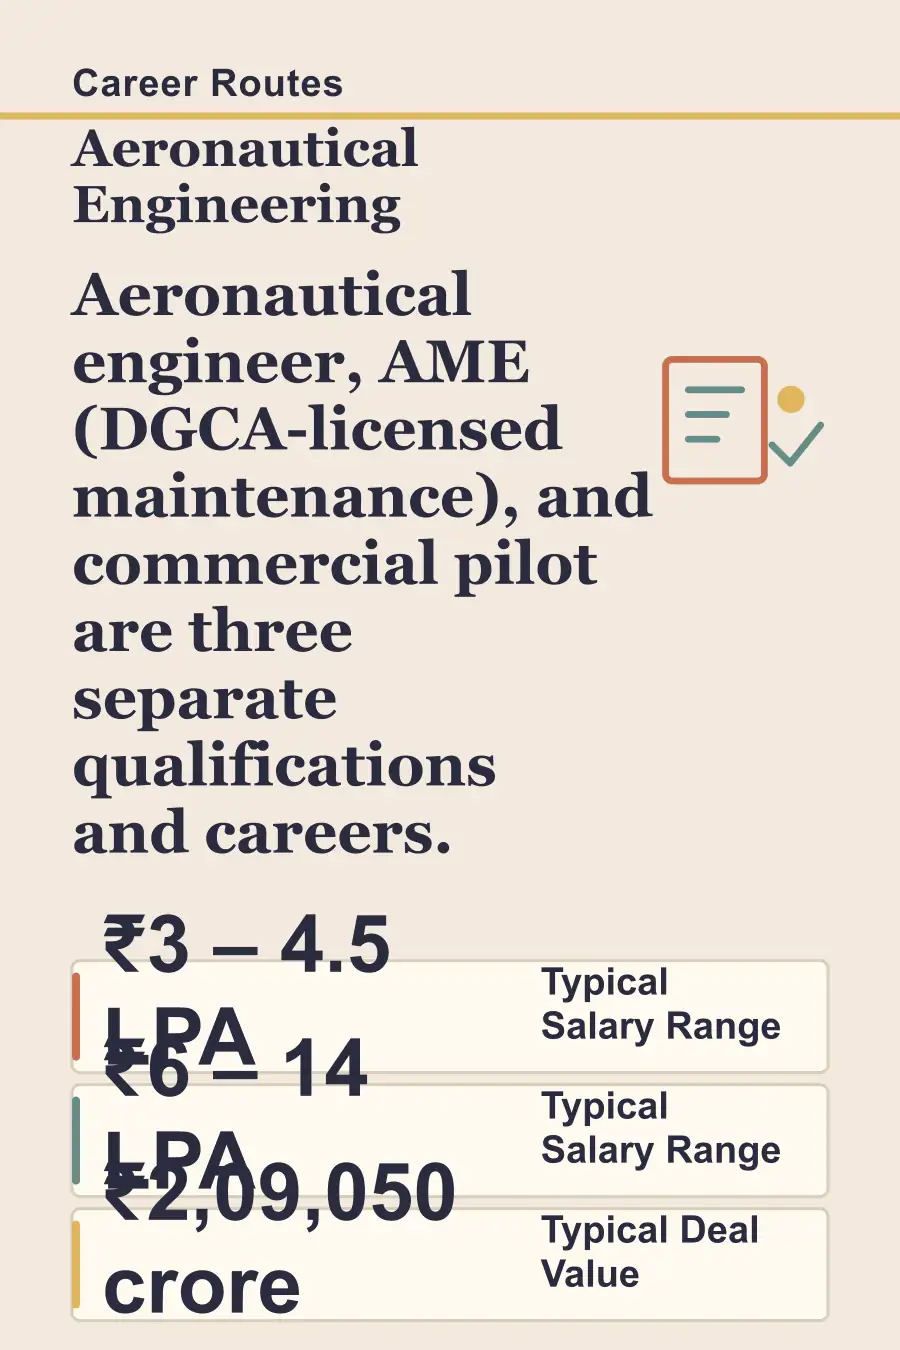 Career Routes
Aeronautical
Engineering
Aeronautical
engineer, AME
(DGCA-licensed
maintenance), and
commercial pilot
are three
separate
qualifications
and careers.
₹3 – 4.5
LPA
Typical
Salary Range
₹6 – 14
LPA
Typical
Salary Range
₹2,09,050
crore
Typical Deal
Value